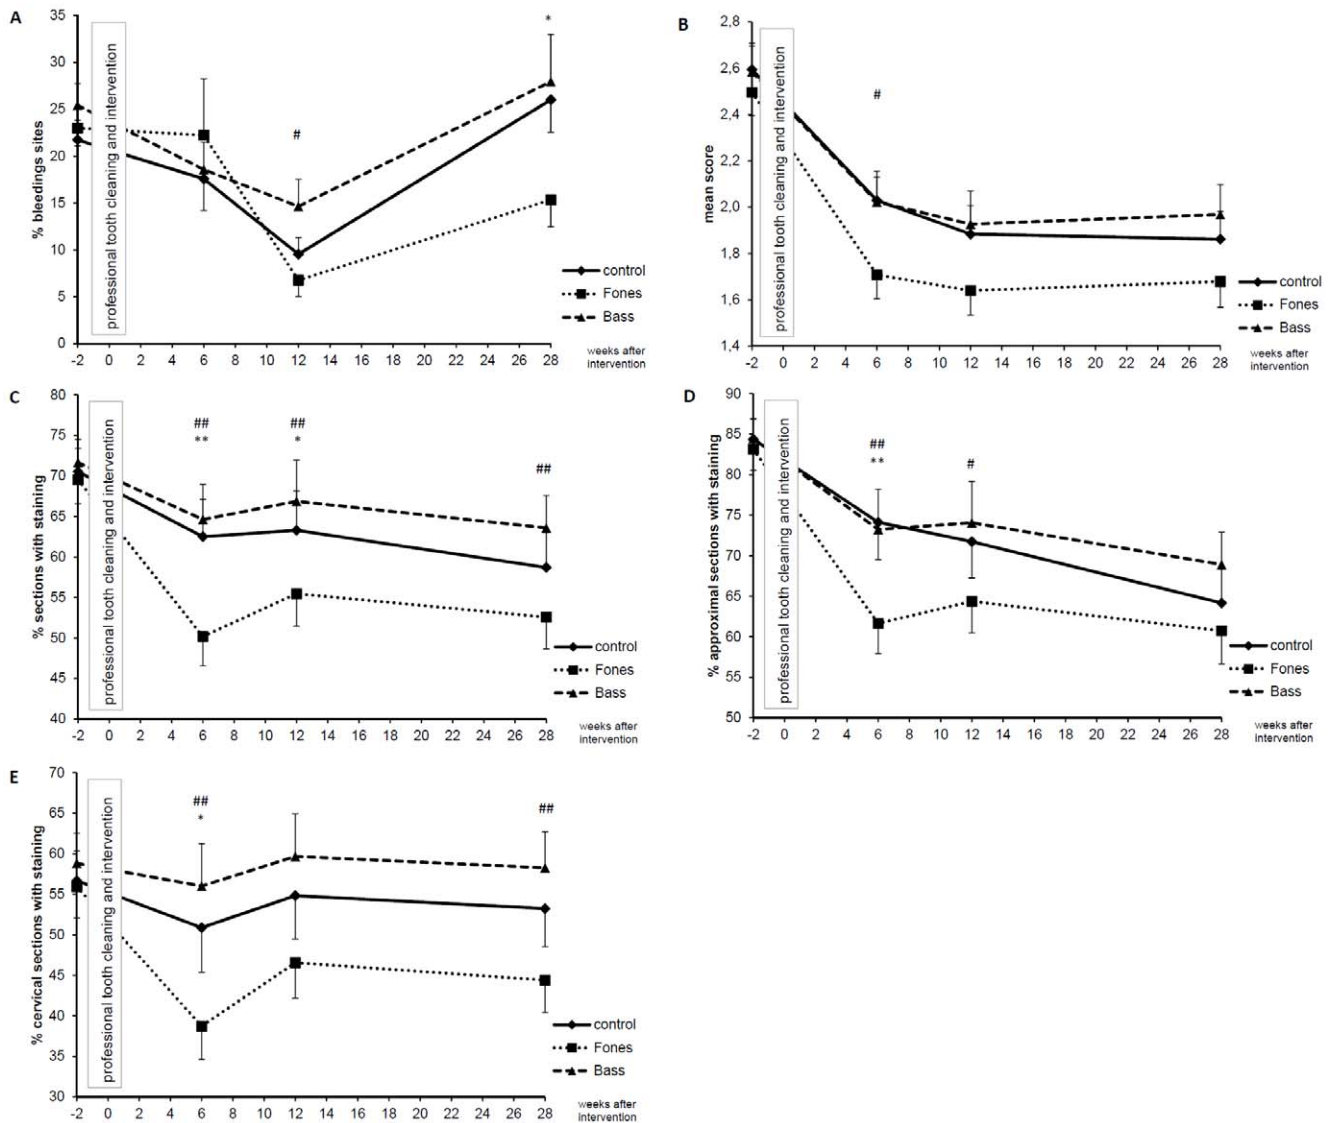 A
35
30
25
20
15
10
5
0
% bleedings sites
professional tooth cleaning and intervention
#
*
control
Fones
Bass
-2 0 2 4 6 8 10 12 14 16 18 20 22 24 26 28
weeks after
intervention
B
2,8
2,6
2,4
2,2
2,0
1,8
1,6
1,4
mean score
professional tooth cleaning and intervention
#
control
Fones
Bass
-2 0 2 4 6 8 10 12 14 16 18 20 22 24 26 28
weeks after
intervention
C
80
75
70
65
60
55
50
45
40
% sections with staining
professional tooth cleaning and intervention
## ##
** *
##
control
Fones
Bass
-2 0 2 4 6 8 10 12 14 16 18 20 22 24 26 28
weeks after
intervention
D
90
85
80
75
70
65
60
55
50
% approximal sections with staining
professional tooth cleaning and intervention
##
** #
control
Fones
Bass
-2 0 2 4 6 8 10 12 14 16 18 20 22 24 26 28
weeks after
intervention
E
70
65
60
55
50
45
40
35
30
% cervical sections with staining
professional tooth cleaning and intervention
## ##
*
control
Fones
Bass
-2 0 2 4 6 8 10 12 14 16 18 20 22 24 26 28
weeks after
intervention